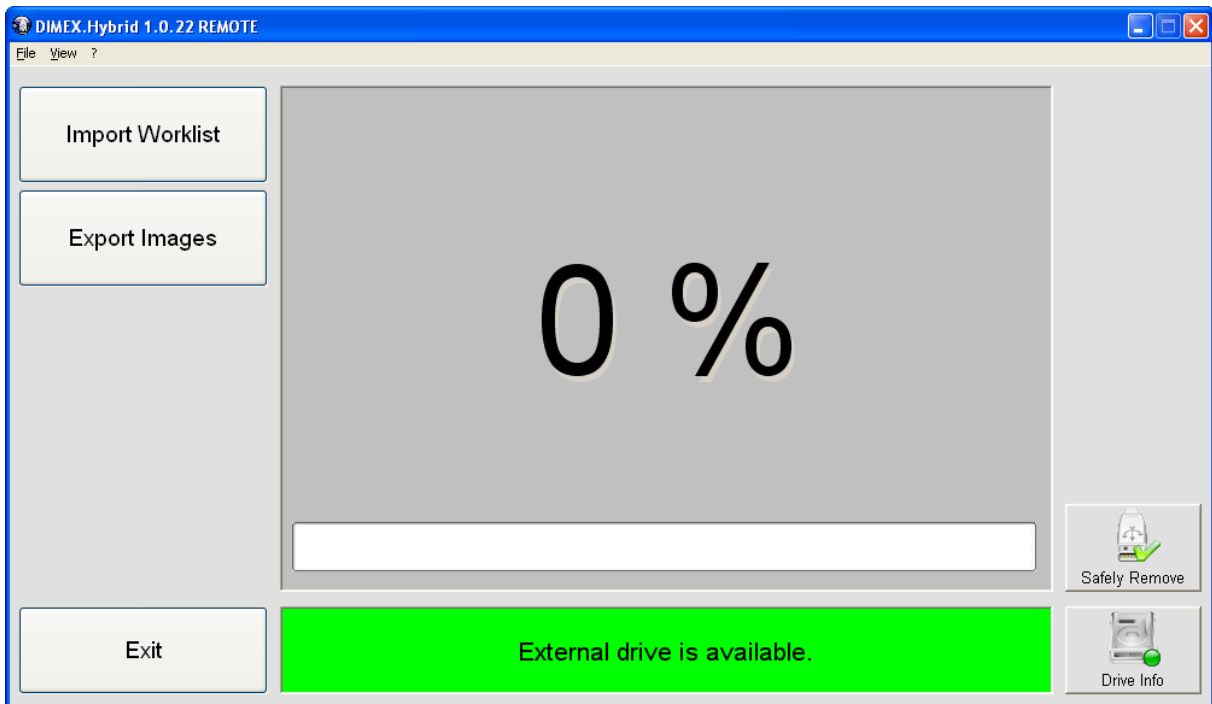 DIMEX.Hybrid 1.0.22 REMOTE
File View ?
Import Worklist
Export Images
0 %
Safely Remove
Exit
External drive is available.
Drive Info